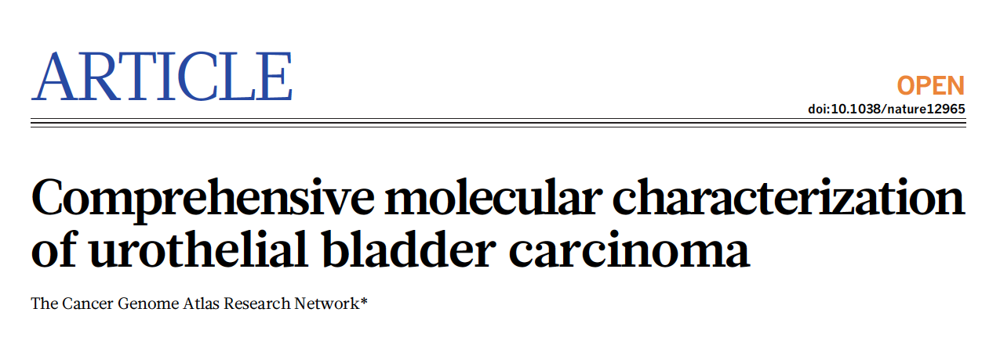 ARTICLE
OPEN
doi:10.1038/nature12965
Comprehensive molecular characterization
of urothelial bladder carcinoma
The Cancer Genome Atlas Research Network*